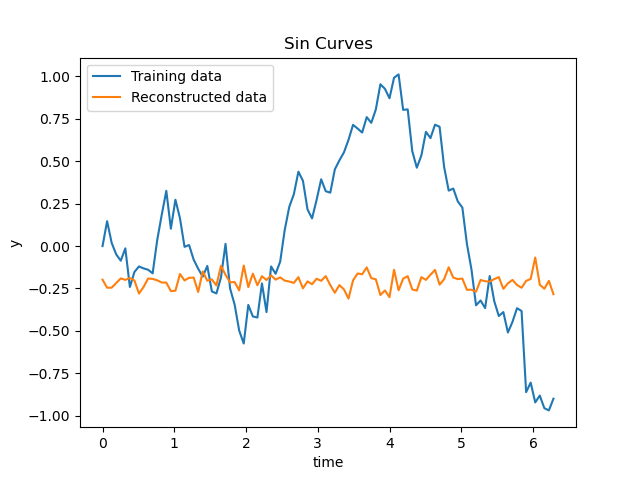 Sin Curves
Training data
Reconstructed data
1.00
0.75
0.50
0.25
0.00
−0.25
−0.50
−0.75
−1.00
y
0 1 2 3 4 5 6
time